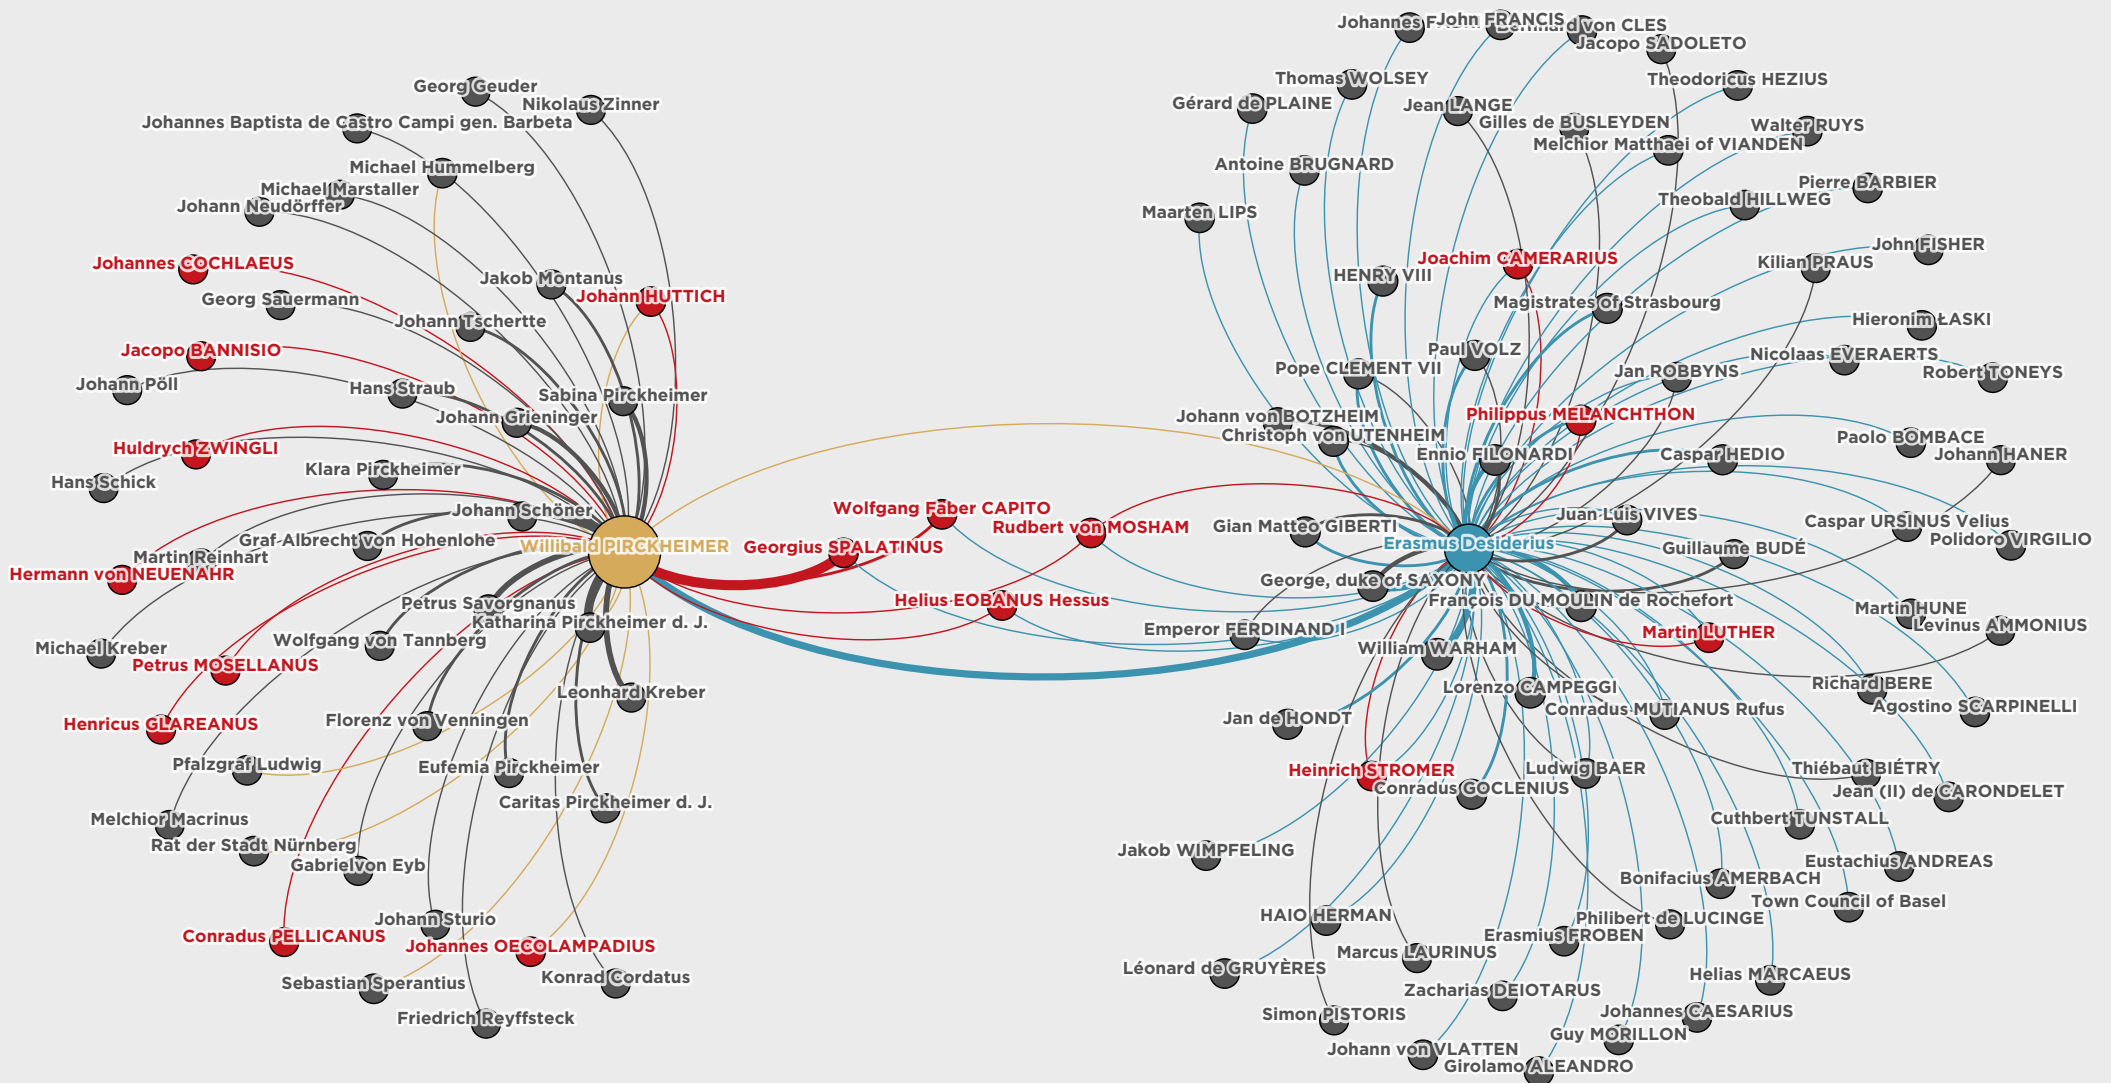 Georg Geuder
Nikolaus Zinner
Johannes Baptista de Castro Campi gen. Barbeta
Michael Hummelberg
Michael Marstaller
Johann Neudörffer
Johannes COCHLAEUS
Jakob Montanus
Johann HUTTICH
Georg Sauermann
Johann Tschertte
Jacopo BANNISIO
Johann Pöll
Hans Straub
Sabina Pirckheimer
Johann Grieninger
Huldrych ZWINGLI
Klara Pirckheimer
Hans Schick
Johann Schöner
Graf Albrecht von Hohenlohe
Willibald PIRCKHEIMER
Martin Reinhart
Hermann von NEUENAHR
Petrus Savorgnanus
Katharina Pirckheimer d. J.
Wolfgang von Tannberg
Michael Kreber
Petrus MOSELLANUS
Leonhard Kreber
Henricus GLAREANUS
Florenz von Venningen
Pfalzgraf Ludwig
Eufemia Pirckheimer
Caritas Pirckheimer d. J.
Melchior Macrinus
Rat der Stadt Nürnberg
Gabriel von Eyb
Johann Sturio
Conradus PELLICANUS
Johannes OECOLAMPADIUS
Sebastian Sperantius
Konrad Cordatus
Friedrich Reyffsteck
Wolfgang Faber CAPITO
Rudbert von MOSHAM
Georgius SPALATINUS
Helius EOBANUS Hessus
Johannes
John FRANCIS
von CLES
Jacopo SADOLETO
Thomas WOLSEY
Theodoricus HEZIUS
Gérard de PLAINE
Jean LANGE
Gilles de BUSLEYDEN
Walter RUYS
Melchior Matthaei of VIANDEN
Antoine BRUGNARD
Pierre BARBIER
Theobald HILLWEG
Maarten LIPS
John FISHER
Joachim CAMERARIUS
Kilian PRAUS
HENRY VIII
Magistrates of Strasbourg
Hieronim ŁASKI
Paul VOLZ
Nicolaas EVERAERTS
Pope CLEMENT VII
Jan ROBBYNS
Robert TONEYS
Johann von BOTZHEIM
Philippus MELANCHTHON
Christoph von UTENHEIM
Paolo BOMBACE
Ennio FILONARDI
Caspar HEDIO
Johann HANER
Juan Luis VIVES
Caspar URSINUS Velius
Gian Matteo GIBERTI
Polidoro VIRGILIO
Erasmus Desiderius
Guillaume BUDÉ
George, duke of SAXONY
François DU MOULIN de Rochefort
Martin HUNE
Levinus AMMONIUS
Emperor FERDINAND I
Martin LUTHER
William WARHAM
Richard BERE
Lorenzo CAMPEGGI
Agostino SCARPINELLI
Conradus MUTIANUS Rufus
Jan de HONDT
Heinrich STROMER
Ludwig BAER
Thiébaut BIÉTRY
Conradus GOCLENIUS
Jean (II) de CARONDELET
Cuthbert TUNSTALL
Jakob WIMPFELING
Eustachius ANDREAS
Bonifacius AMERBACH
Town Council of Basel
HAIO HERMAN
Philibert de LUCINGE
Erasmius FROBEN
Marcus LAURINUS
Léonard de GRUYÈRES
Helias MARCAEUS
Zacharias DEIOTARUS
Simon PISTORIS
Johannes CAESARIUS
Guy MORILLON
Johann von VLATTEN
Girolamo ALEANDRO